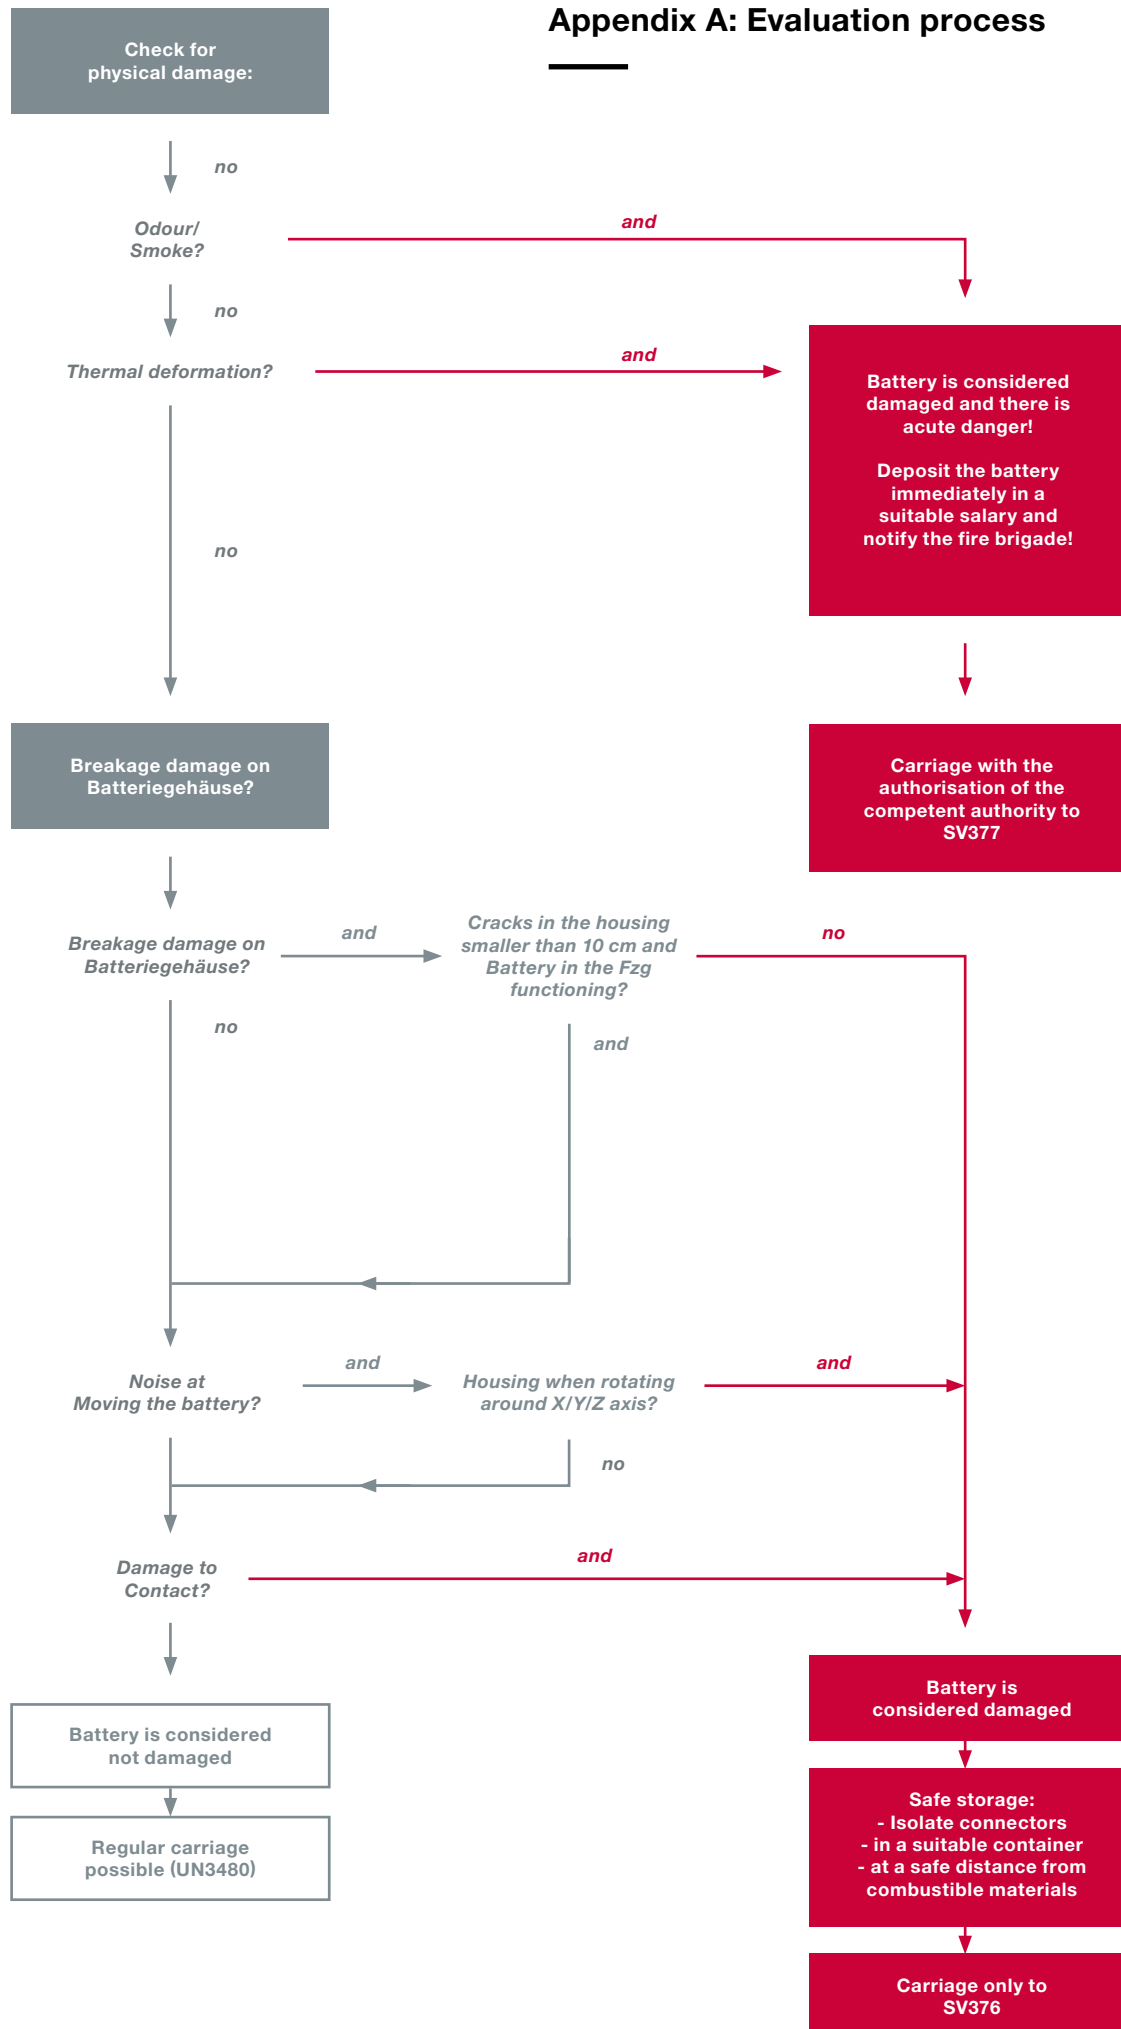 Appendix A: Evaluation process
Check for
physical damage:
no
Odour/
Smoke?
and
no
Thermal deformation?
and
Battery is considered
damaged and there is
acute danger!
Deposit the battery
immediately in a
suitable salary and
notify the fire brigade!
no
Breakage damage on
Batteriegehäuse?
Carriage with the
authorisation of the
competent authority to
SV377
Breakage damage on
Batteriegehäuse?
and
Cracks in the housing
smaller than 10 cm and
Battery in the Fzg
functioning?
no
no
and
Noise at
Moving the battery?
and
Housing when rotating
around X/Y/Z axis?
and
no
Damage to
Contact?
and
Battery is considered
not damaged
Regular carriage
possible (UN3480)
Battery is
considered damaged
Safe storage:
- Isolate connectors
- in a suitable container
- at a safe distance from
combustible materials
Carriage only to
SV376